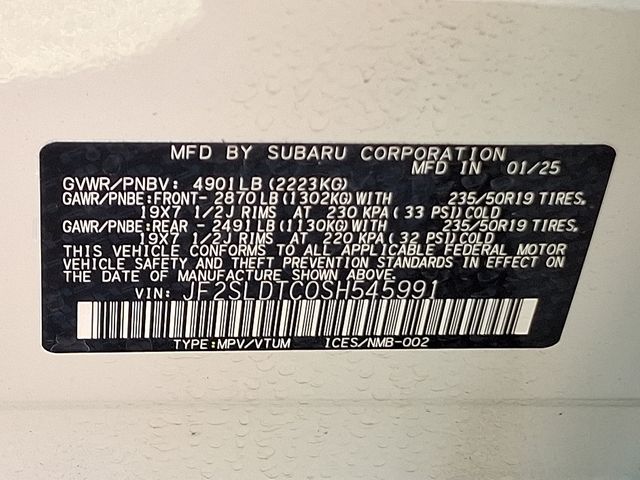 MFD BY SUBARU CORPORATION
MFD IN 01/25
GVWR/PNBV: 4901LB(2223KG)
GAWR/PNBE:FRONT- 2870LB(1302KG)WITH 235/50R19 TIRES,
19X7 1/2J RIMS AT 230 KPA( 33 PSI)COLD
GAWR/PNBE:REAR - 2491LB(1130KG)WITH 235/50R19 TIRES,
19X7 1/2J RIMS AT 220 KPA(32 PSI)COLD
THIS VEHICLE CONFORMS TO ALL APPLICABLE FEDERAL MOTOR
VEHICLE SAFETY AND THEFT PREVENTION STANDARDS IN EFFECT ON
THE DATE OF MANUFACTURE SHOWN ABOVE.
VIN: JF2SLDTC0SH545991
TYPE:MPV/VTUM ICES/NMB-002